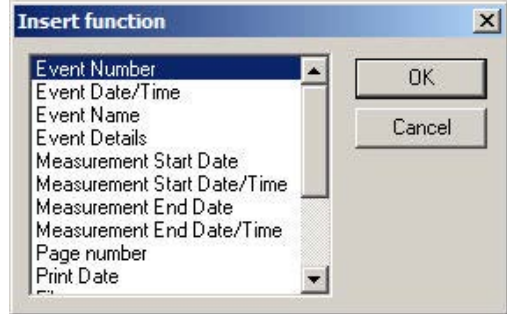 Insert function
Event Number
Event Date/Time
Event Name
Event Details
Measurement Start Date
Measurement Start Date/Time
Measurement End Date
Measurement End Date/Time
Page number
Print Date
OK
Cancel